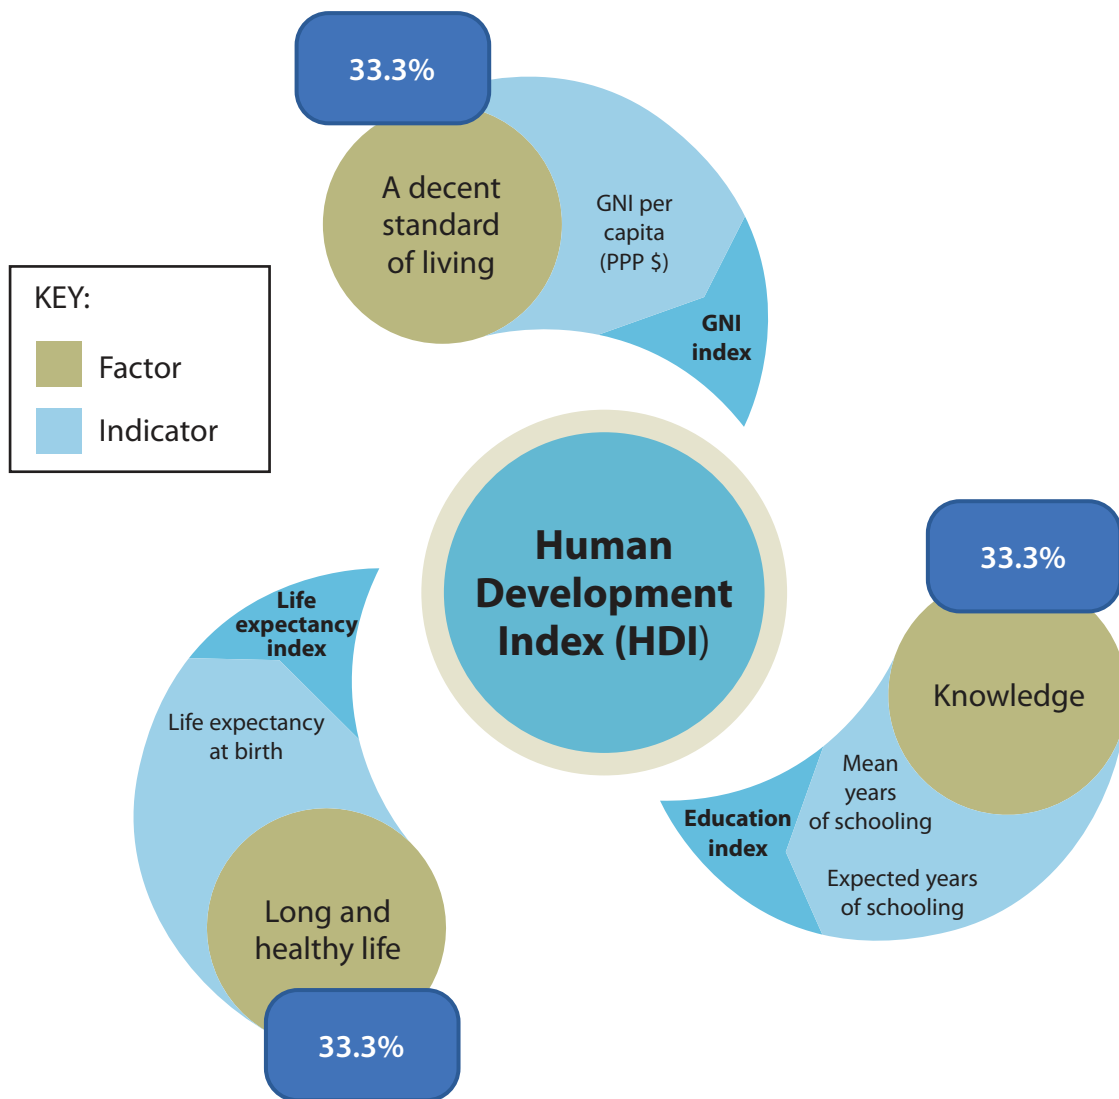 33.3%
A decent
standard
of living
GNI per
capita
(PPP $)
GNI
index
KEY:
Factor
Indicator
Human
Development
Index (HDI)
33.3%
Knowledge
Mean
years
of schooling
Expected years
of schooling
Education
index
Life
expectancy
index
Life expectancy
at birth
Long and
healthy life
33.3%